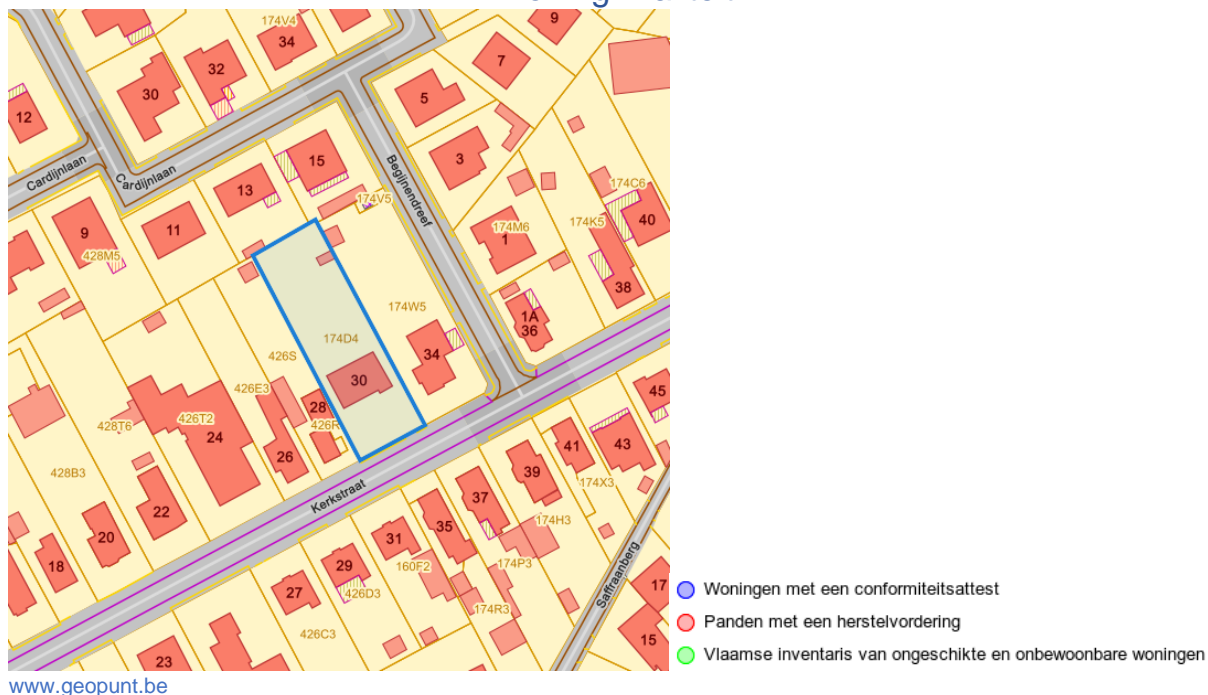 174V4
34
9
32
7
30
5
12
15
3
Cardijnlaan
Cardijnlaan
Begijnendreef
13
174V5
174C6
11
9
428M5
1
174M6
174K5
40
38
174W5
1A
36
174D4
426S
34
30
426E3
28
426R
45
428T6
426T2
24
41
43
26
39
428B3
174X3
Kerkstraat
37
22
174H3
35
20
31
18
29
160F2
174P3
Saffraanberg
27
426D3
17
174R3
426C3
15
23
Woningen met een conformiteitsattest
Panden met een herstelvordering
Vlaamse inventaris van ongeschikte en onbewoonbare woningen
www.geopunt.be